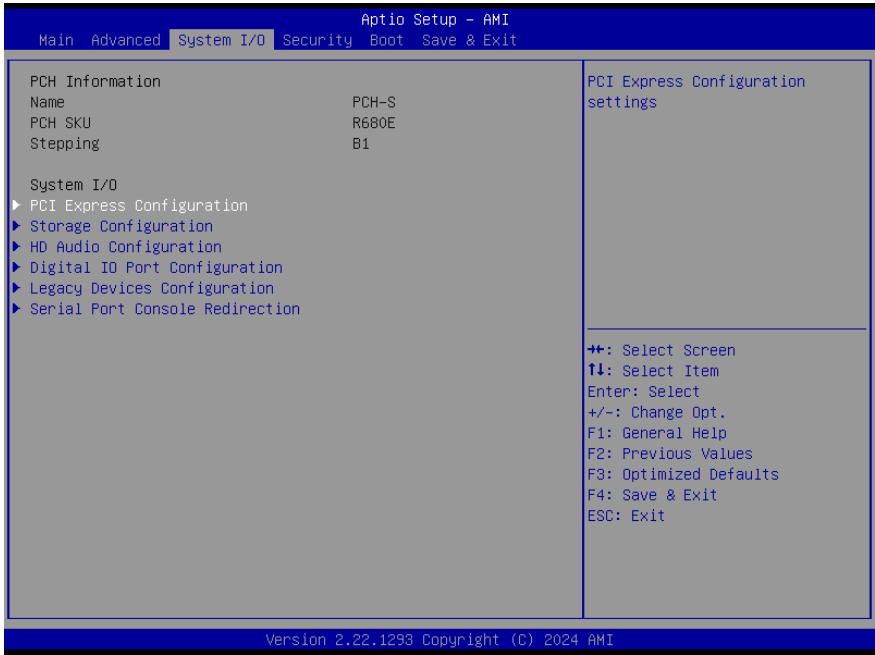 Aptio Setup – AMI
Main Advanced System I/O Security Boot Save & Exit
PCH Information
Name PCH-S
PCH SKU R680E
Stepping B1
System I/O
▶ PCI Express Configuration
▶ Storage Configuration
▶ HD Audio Configuration
▶ Digital IO Port Configuration
▶ Legacy Devices Configuration
▶ Serial Port Console Redirection
PCI Express Configuration
settings
→←: Select Screen
↑↓: Select Item
Enter: Select
+/-: Change Opt.
F1: General Help
F2: Previous Values
F3: Optimized Defaults
F4: Save & Exit
ESC: Exit
Version 2.22.1293 Copyright (C) 2024 AMI